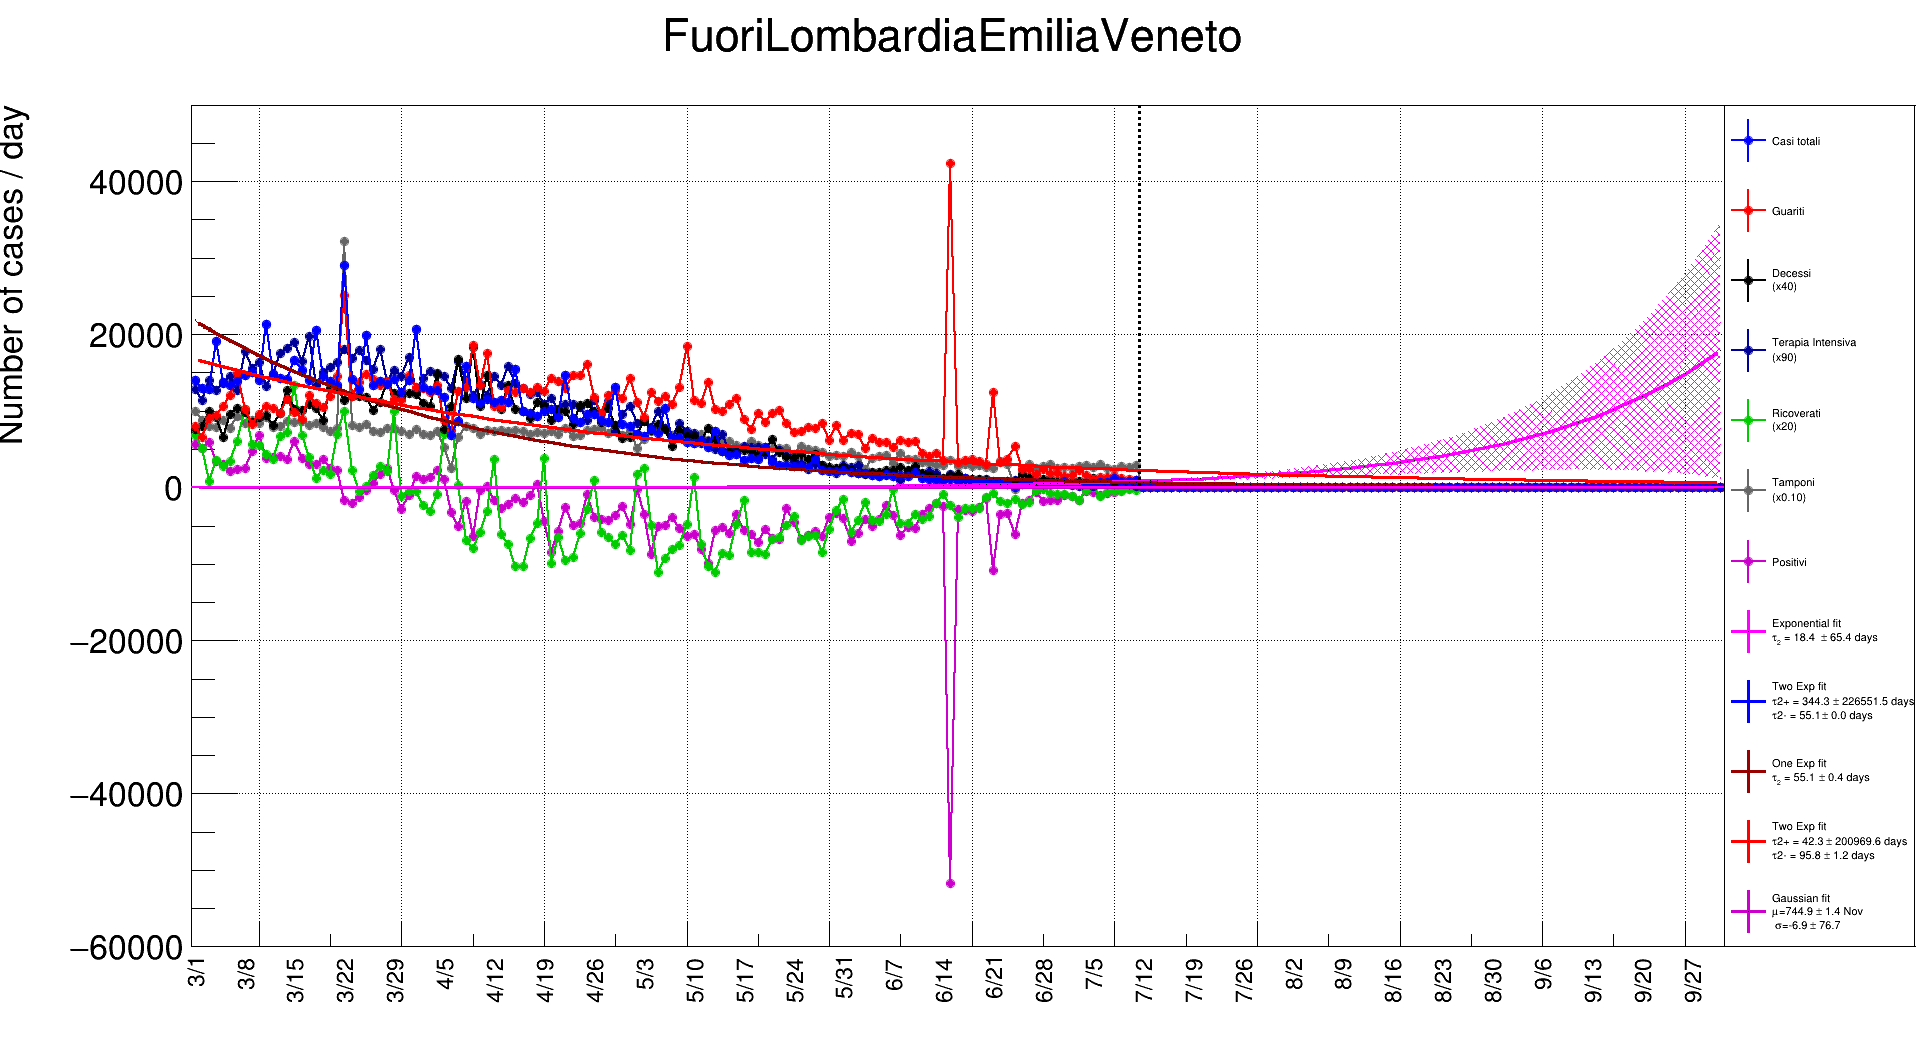 FuoriLombardiaEmiliaVeneto
Number of cases / day
40000
20000
0
−20000
−40000
−60000
3/1
3/8
3/15
3/22
3/29
4/5
4/12
4/19
4/26
5/3
5/10
5/17
5/24
5/31
6/7
6/14
6/21
6/28
7/5
7/12
7/19
7/26
8/2
8/9
8/16
8/23
8/30
9/6
9/13
9/20
9/27
Casi totali
Guariti
Decessi
(x40)
Terapia Intensiva
(x90)
Ricoverati
(x20)
Tamponi
(x0.10)
Positivi
Exponential fit
τ2 = 18.4 ± 65.4 days
Two Exp fit
τ2+ = 344.3 ± 226551.5 days
τ2- = 55.1 ± 0.0 days
One Exp fit
τ2 = 55.1 ± 0.4 days
Two Exp fit
τ2+ = 42.3 ± 200969.6 days
τ2- = 95.8 ± 1.2 days
Gaussian fit
μ=744.9 ± 1.4 Nov
σ=-6.9 ± 76.7